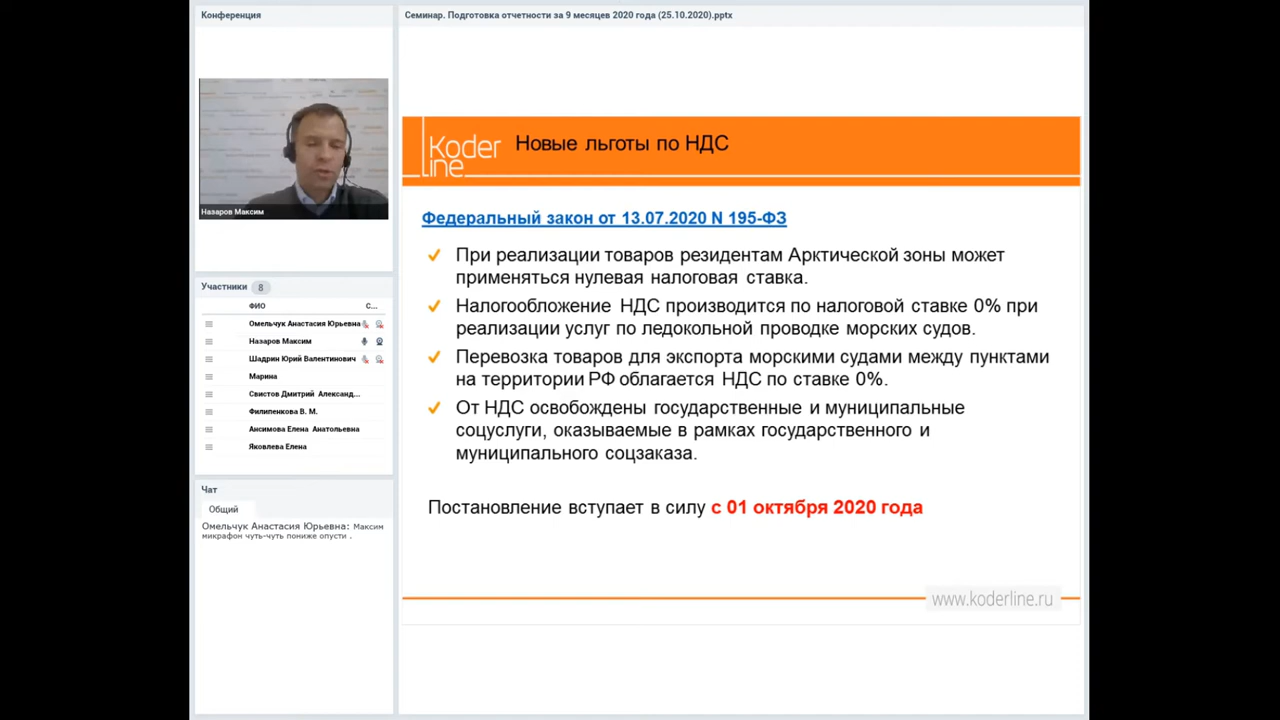 Конференция
Семинар. Подготовка отчетности за 9 месяцев 2020 года (25.10.2020).pptx
Назаров Максим
Участники 8
ФИО С...
Омельчук Анастасия Юрьевна
Назаров Максим
Шадрин Юрий Валентинович
Марина
Свистов Дмитрий Александ...
Филипенкова В. М.
Ансимова Елена Анатольевна
Яковлева Елена
Чат
Общий
Омельчук Анастасия Юрьевна: Максим
микрафон чуть-чуть пониже опусти .
Koder
line
Новые льготы по НДС
Федеральный закон от 13.07.2020 N 195-ФЗ
При реализации товаров резидентам Арктической зоны может
применяться нулевая налоговая ставка.
Налогообложение НДС производится по налоговой ставке 0% при
реализации услуг по ледокольной проводке морских судов.
Перевозка товаров для экспорта морскими судами между пунктами
на территории РФ облагается НДС по ставке 0%.
От НДС освобождены государственные и муниципальные
соцуслуги, оказываемые в рамках государственного и
муниципального соцзаказа.
Постановление вступает в силу с 01 октября 2020 года
www.koderline.ru